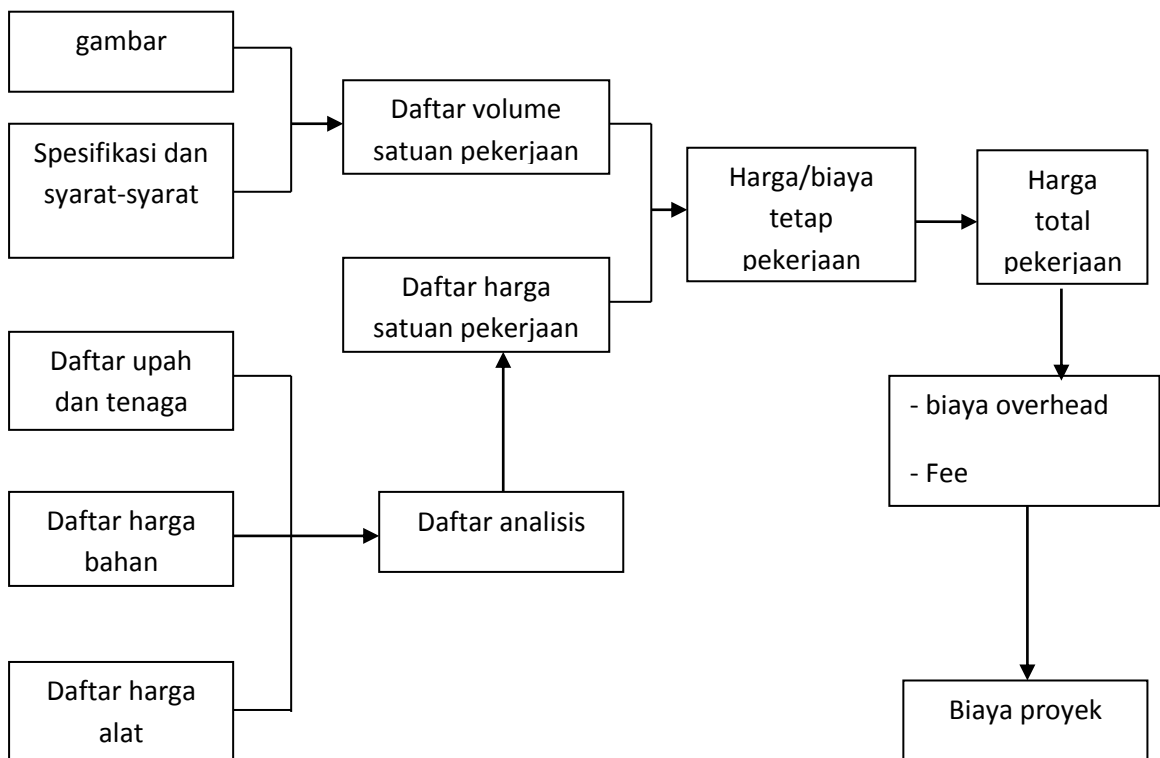 gambar
Spesifikasi dan
syarat-syarat
Daftar volume
satuan pekerjaan
Daftar harga
satuan pekerjaan
Harga/biaya
tetap
pekerjaan
Harga
total
pekerjaan
Daftar upah
dan tenaga
Daftar harga
bahan
Daftar harga
alat
Daftar analisis
- biaya overhead
- Fee
Biaya proyek